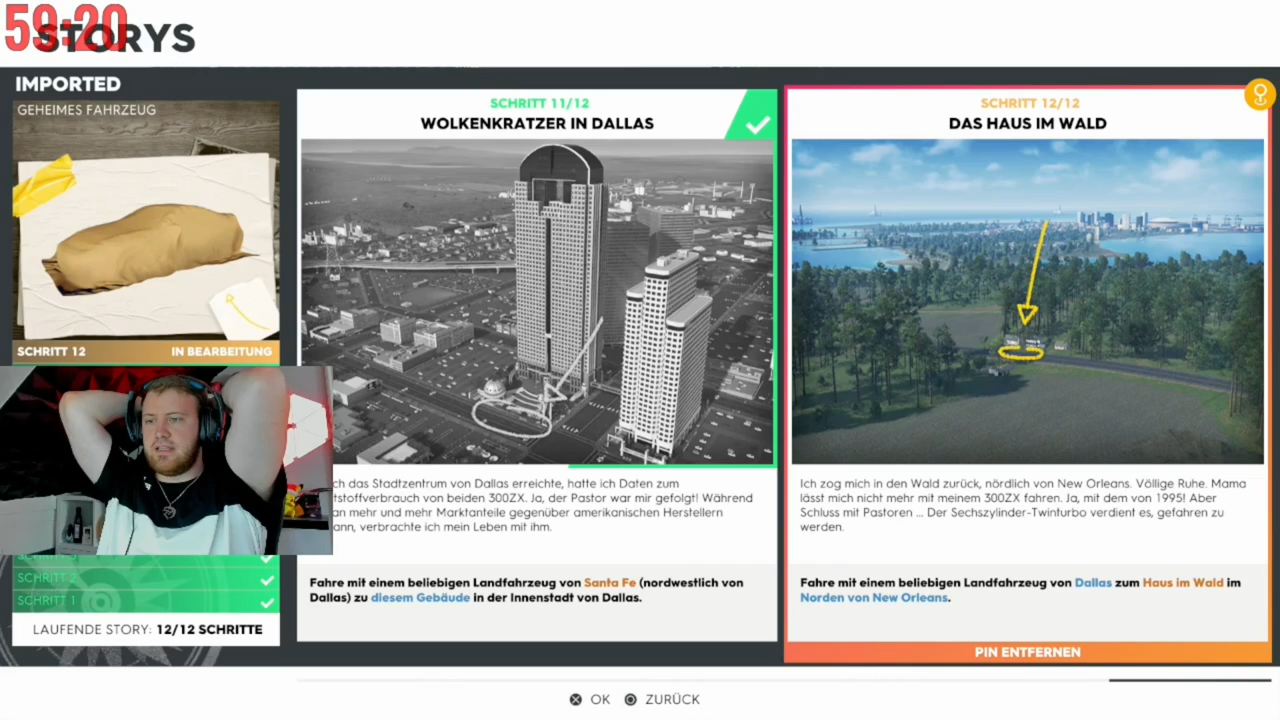 59:20
STORYS
IMPORTED
GEHEIMES FAHRZEUG
SCHRITT 12 IN BEARBEITUNG
SCHRITT 2
SCHRITT 1
LAUFENDE STORY: 12/12 SCHRITTE
SCHRITT 11/12
WOLKENKRATZER IN DALLAS
ch das Stadtzentrum von Dallas erreichte, hatte ich Daten zum
tstoffverbrauch von beiden 300ZX. Ja, der Pastor war mir gefolgt! Während
an mehr und mehr Marktanteile gegenüber amerikanischen Herstellern
ann, verbrachte ich mein Leben mit ihm.
Fahre mit einem beliebigen Landfahrzeug von Santa Fe (nordwestlich von
Dallas) zu diesem Gebäude in der Innenstadt von Dallas.
SCHRITT 12/12
DAS HAUS IM WALD
Ich zog mich in den Wald zurück, nördlich von New Orleans. Völlige Ruhe. Mama
lässt mich nicht mehr mit meinem 300ZX fahren. Ja, mit dem von 1995! Aber
Schluss mit Pastoren ... Der Sechszylinder-Twinturbo verdient es, gefahren zu
werden.
Fahre mit einem beliebigen Landfahrzeug von Dallas zum Haus im Wald im
Norden von New Orleans.
PIN ENTFERNEN
OK ZURÜCK